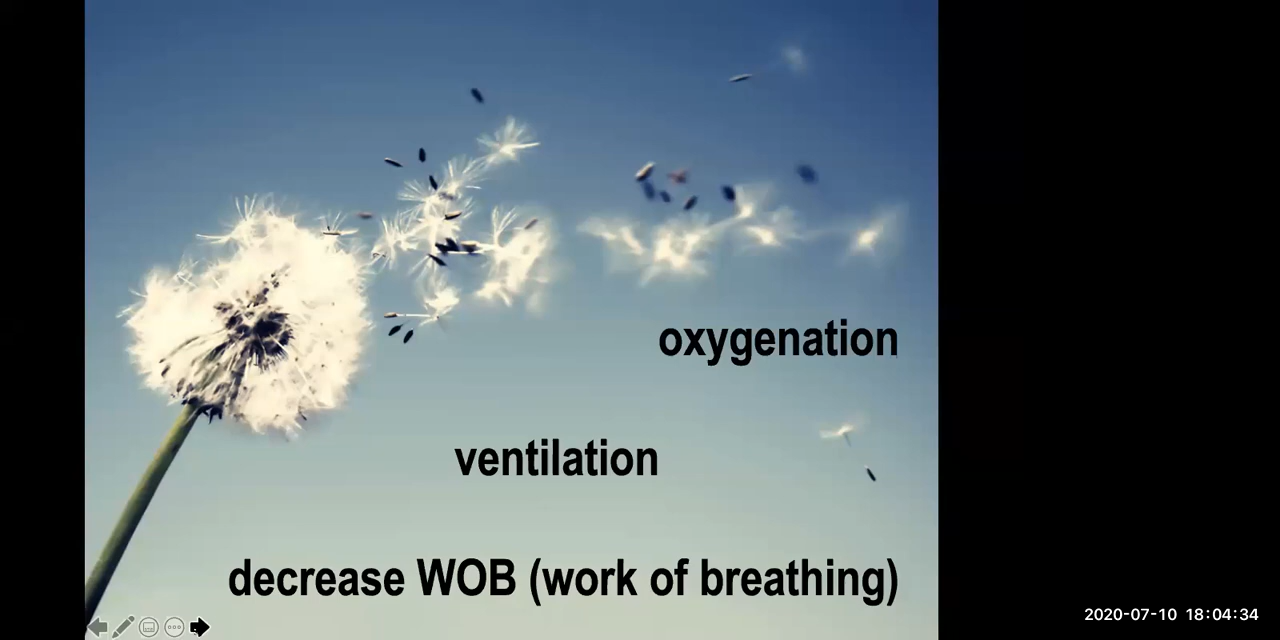 oxygenation
ventilation
decrease WOB (work of breathing)
2020-07-10 18:04:34